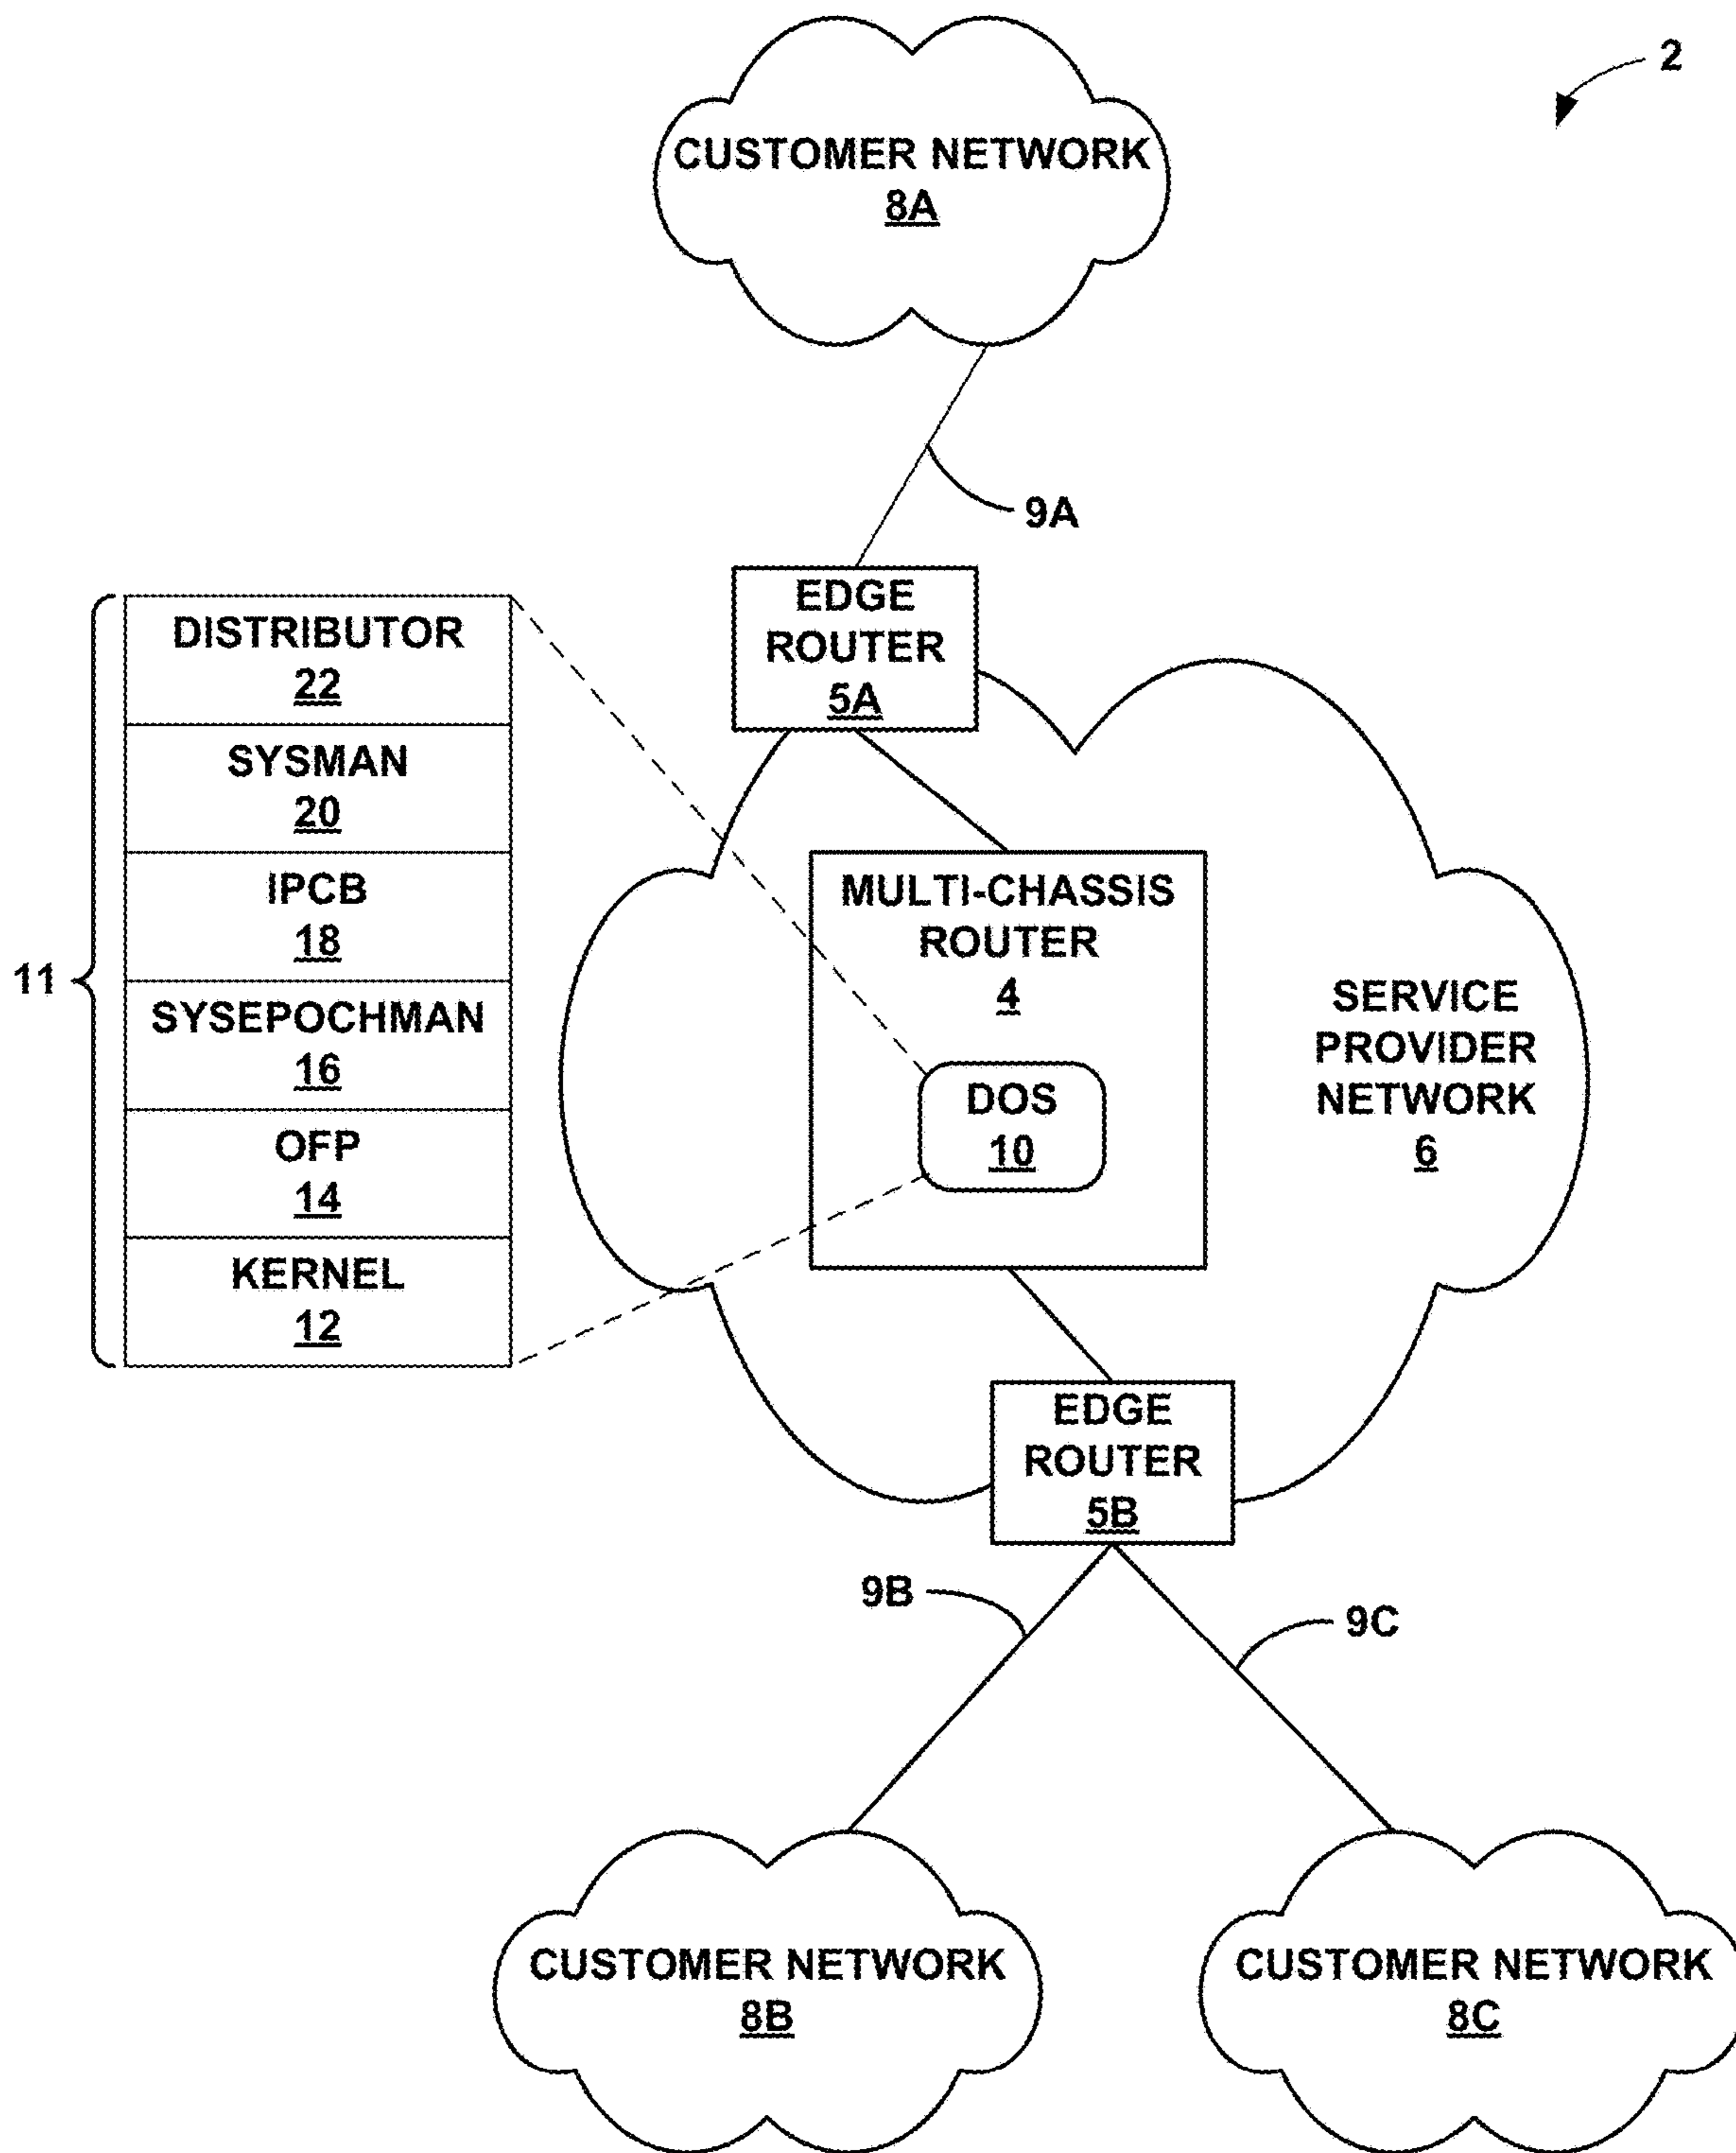 2
CUSTOMER NETWORK
8A
9A
EDGE
ROUTER
5A
11
DISTRIBUTOR
22
SYSMAN
20
IPCB
18
SYSEPOCHMAN
16
OFP
14
KERNEL
12
MULTI-CHASSIS
ROUTER
4
DOS
10
SERVICE
PROVIDER
NETWORK
6
EDGE
ROUTER
5B
9B
9C
CUSTOMER NETWORK
8B
CUSTOMER NETWORK
8C